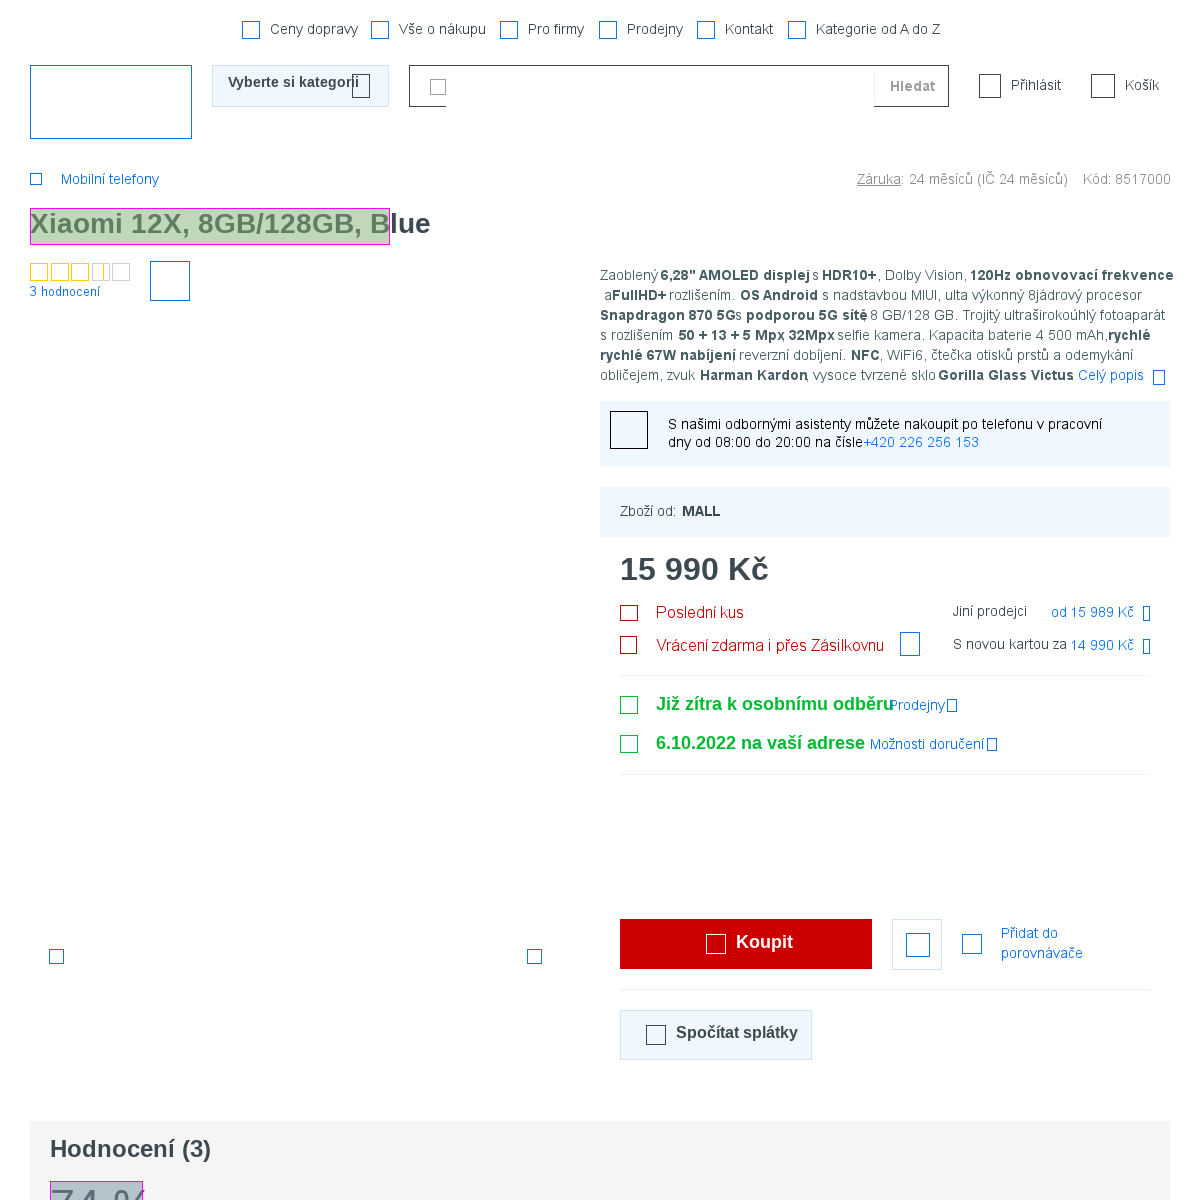 Ceny dopravy Vše o nákupu Pro firmy Prodejny Kontakt Kategorie od A do Z
Vyberte si kategorii Hledat Přihlásit Košík
Mobilní telefony Záruka: 24 měsíců (IČ 24 měsíců) Kód: 8517000
Xiaomi 12X, 8GB/128GB, Blue
3 hodnocení
Zaoblený 6,28" AMOLED displej s HDR10+, Dolby Vision, 120Hz obnovovací frekvence
a FullHD+ rozlišením. OS Android s nadstavbou MIUI, ulta výkonný 8jádrový procesor
Snapdragon 870 5G s podporou 5G sítě 8 GB/128 GB. Trojitý ultraširokoúhlý fotoaparát
s rozlišením 50 + 13 + 5 Mpx 32Mpx selfie kamera. Kapacita baterie 4 500 mAh, rychlé
rychlé 67W nabíjení reverzní dobíjení. NFC, WiFi6, čtečka otisků prstů a odemykání
obličejem, zvuk Harman Kardon, vysoce tvrzené sklo Gorilla Glass Victus Celý popis
S našimi odbornými asistenty můžete nakoupit po telefonu v pracovní
dny od 08:00 do 20:00 na čísle +420 226 256 153
Zboží od: MALL
15 990 Kč
Poslední kus Jiní prodejci od 15 989 Kč
Vrácení zdarma i přes Zásilkovnu S novou kartou za 14 990 Kč
Již zítra k osobnímu odběru Prodejny
6.10.2022 na vaší adrese Možnosti doručení
Koupit Přidat do
porovnávače
Spočítat splátky
Hodnocení (3)
74 %